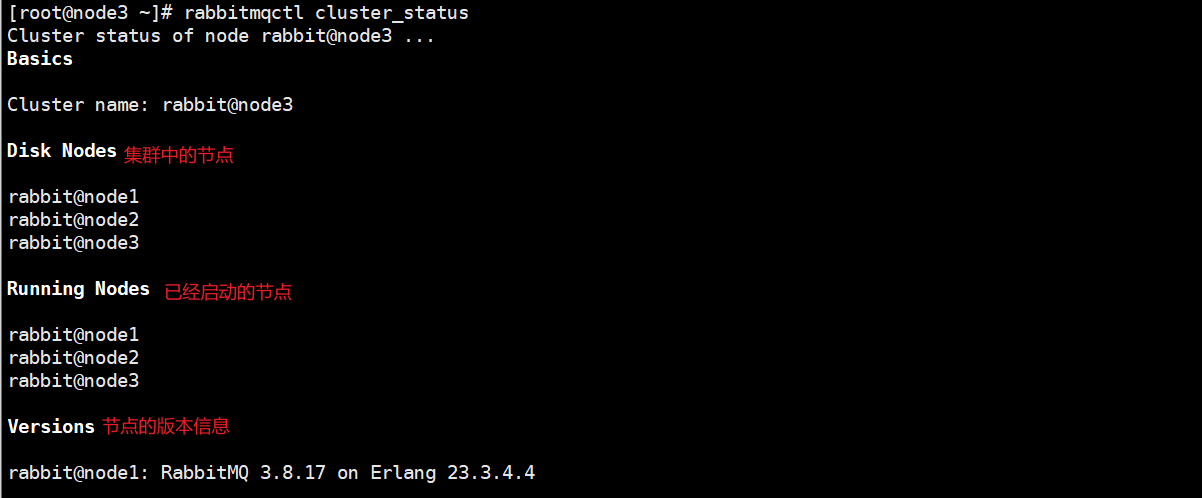 [root@node3 ~]# rabbitmqctl cluster_status
Cluster status of node rabbit@node3 ...
Basics
Cluster name: rabbit@node3
Disk Nodes 集群中的节点
rabbit@node1
rabbit@node2
rabbit@node3
Running Nodes 已经启动的节点
rabbit@node1
rabbit@node2
rabbit@node3
Versions 节点的版本信息
rabbit@node1: RabbitMQ 3.8.17 on Erlang 23.3.4.4